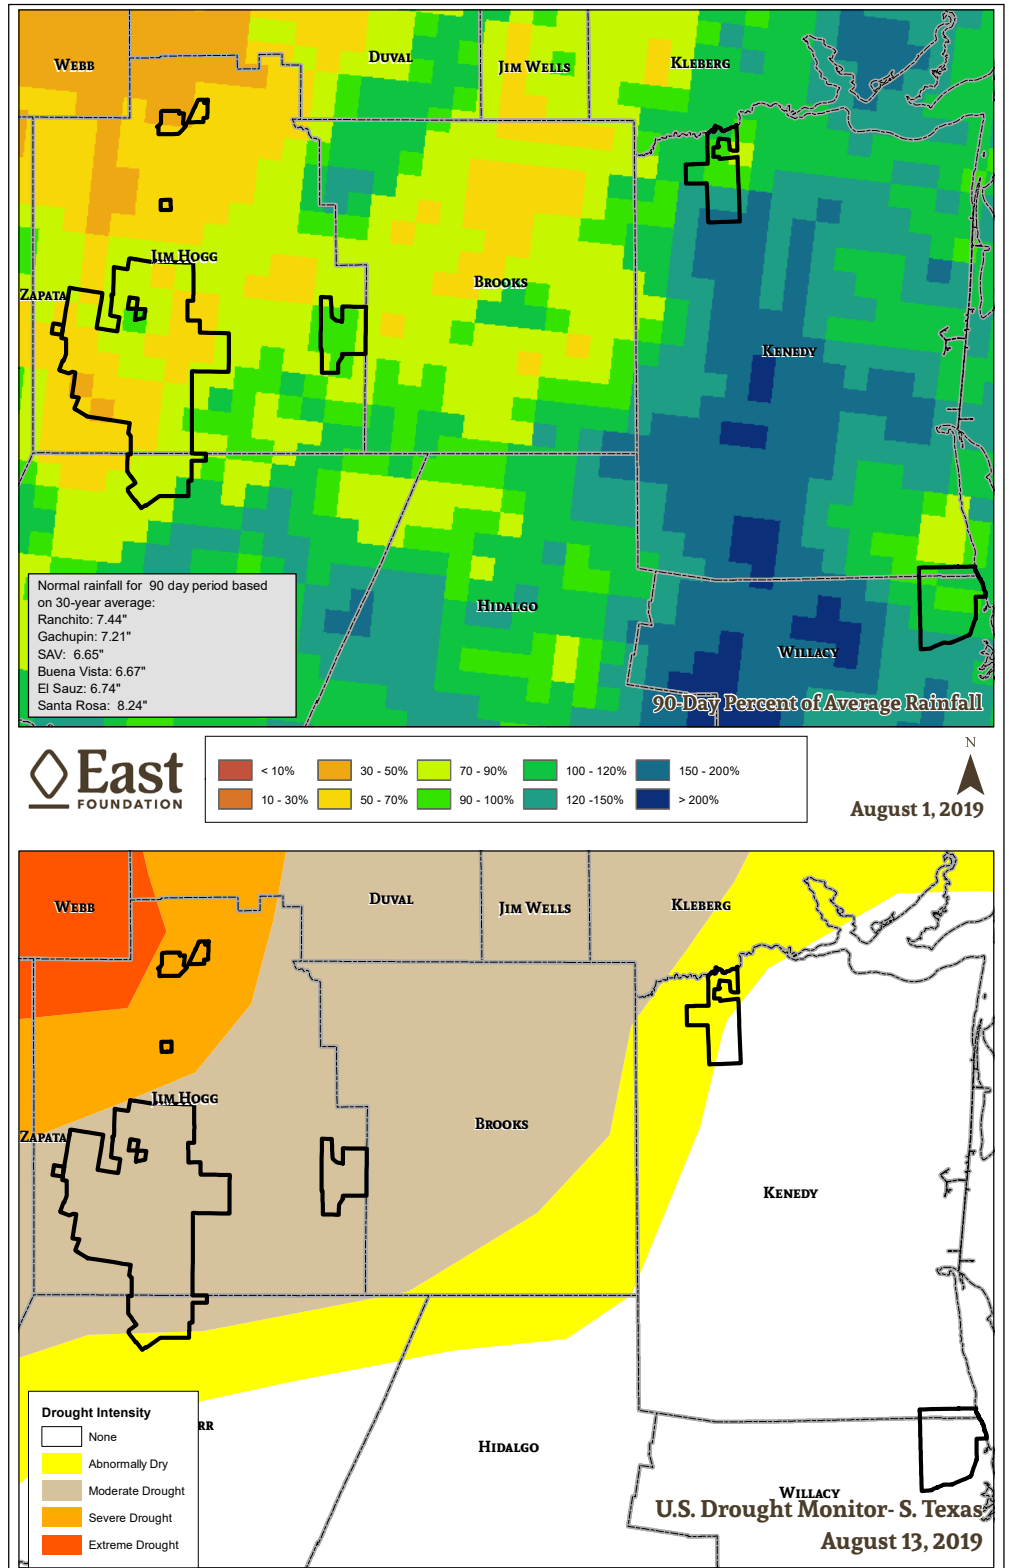 WEBB
DUVAL
JIM WELLS
KLEBERG
JIM HOGG
ZAPATA
BROOKS
KENEDY
HIDALGO
WILLACY
Normal rainfall for 90 day period based
on 30-year average:
Ranchito: 7.44"
Gachupin: 7.21"
SAV: 6.65"
Buena Vista: 6.67"
El Sauz: 6.74"
Santa Rosa: 8.24"
90-Day Percent of Average Rainfall
East
FOUNDATION
< 10%
30 - 50%
70 - 90%
100 - 120%
150 - 200%
10 - 30%
50 - 70%
90 - 100%
120 -150%
> 200%
N
August 1, 2019
WEBB
DUVAL
JIM WELLS
KLEBERG
JIM HOGG
ZAPATA
BROOKS
KENEDY
RR
HIDALGO
WILLACY
Drought Intensity
None
Abnormally Dry
Moderate Drought
Severe Drought
Extreme Drought
U.S. Drought Monitor- S. Texas
August 13, 2019